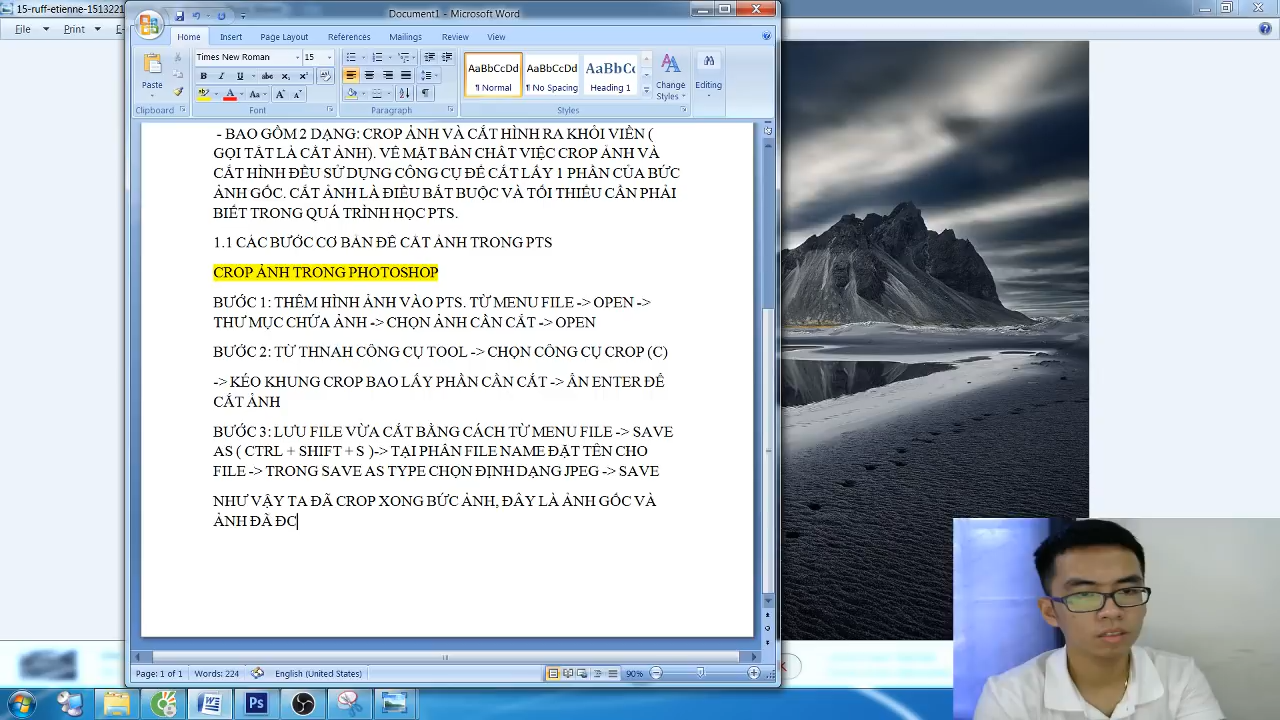 15-ruff-etienne-1513221
Document1 - Microsoft Word
File
Print
E
Home
Insert
Page Layout
References
Mailings
Review
View
Paste
Clipboard
Times New Roman
15
B I U abc X₂ x²
Aa
Font
Paragraph
AaBbCcDd
¶ Normal
AaBbCcDd
¶ No Spacing
AaBbCc
Heading 1
Change
Styles
Styles
Editing
- BAO GỒM 2 DẠNG: CROP ẢNH VÀ CẮT HÌNH RA KHỎI VIỀN (
GỌI TẮT LÀ CẮT ẢNH). VỀ MẶT BẢN CHẤT VIỆC CROP ẢNH VÀ
CẮT HÌNH ĐỀU SỬ DỤNG CÔNG CỤ ĐỂ CẮT LẤY 1 PHẦN CỦA BỨC
ẢNH GỐC. CẮT ẢNH LÀ ĐIỀU BẮT BUỘC VÀ TỐI THIỂU CẦN PHẢI
BIẾT TRONG QUÁ TRÌNH HỌC PTS.
1.1 CÁC BƯỚC CƠ BẢN ĐỂ CẮT ẢNH TRONG PTS
CROP ẢNH TRONG PHOTOSHOP
BƯỚC 1: THÊM HÌNH ẢNH VÀO PTS. TỪ MENU FILE -> OPEN ->
THƯ MỤC CHỨA ẢNH -> CHỌN ẢNH CẦN CẮT -> OPEN
BƯỚC 2: TỪ THNAH CÔNG CỤ TOOL -> CHỌN CÔNG CỤ CROP (C)
-> KÉO KHUNG CROP BAO LẤY PHẦN CẦN CẮT -> ẤN ENTER ĐỂ
CẮT ẢNH
BƯỚC 3: LƯU FILE VỪA CẮT BẰNG CÁCH TỪ MENU FILE -> SAVE
AS ( CTRL + SHIFT + S )-> TẠI PHẦN FILE NAME ĐẶT TÊN CHO
FILE -> TRONG SAVE AS TYPE CHỌN ĐỊNH DẠNG JPEG -> SAVE
NHƯ VẬY TA ĐÃ CROP XONG BỨC ẢNH, ĐÂY LÀ ẢNH GỐC VÀ
ẢNH ĐÃ ĐC
Page: 1 of 1
Words: 224
English (United States)
90%
Ps